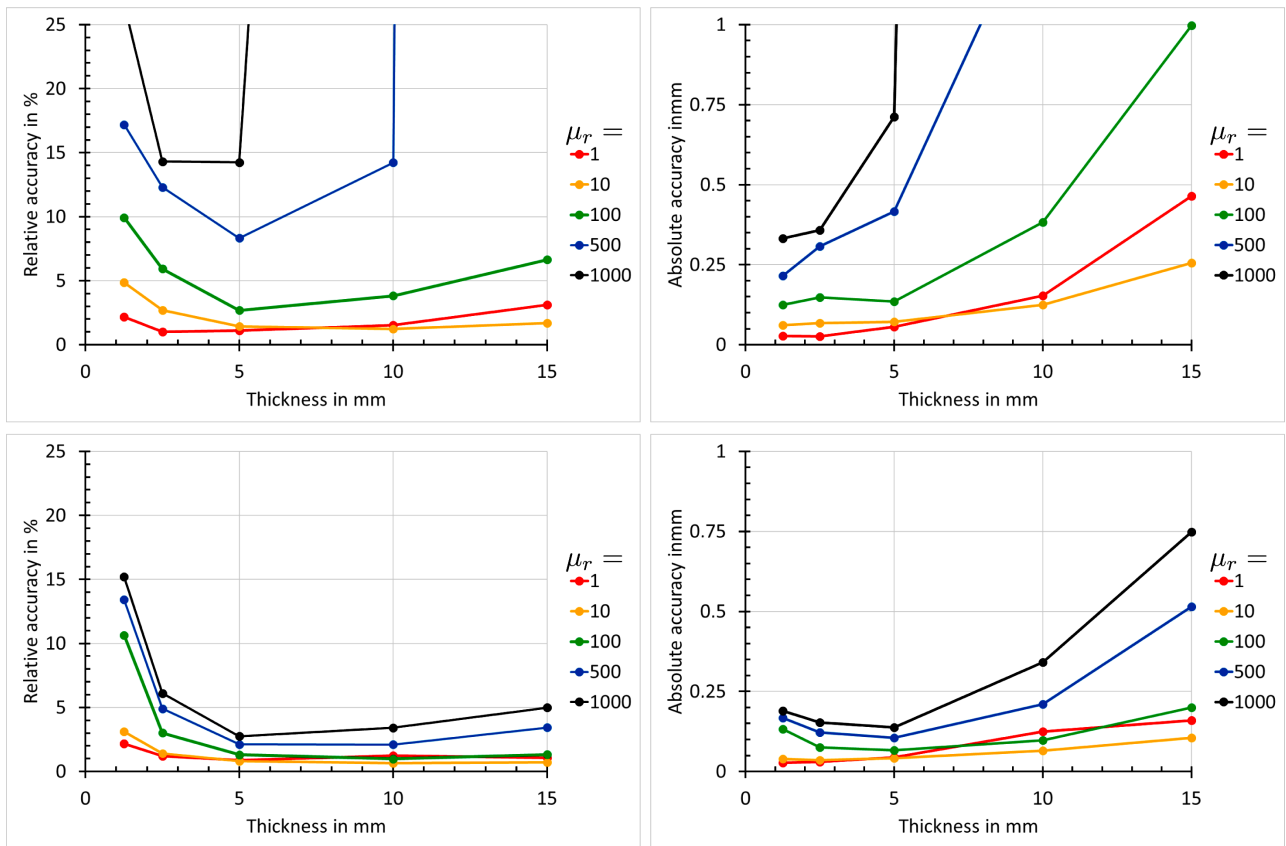 25
20
15
10
5
0
0 5 10 15
Relative accuracy in %
Thickness in mm
μr =
1
10
100
500
1000
1
0.75
0.5
0.25
0
0 5 10 15
Absolute accuracy inmm
Thickness in mm
μr =
1
10
100
500
1000
25
20
15
10
5
0
0 5 10 15
Relative accuracy in %
Thickness in mm
μr =
1
10
100
500
1000
1
0.75
0.5
0.25
0
0 5 10 15
Absolute accuracy inmm
Thickness in mm
μr =
1
10
100
500
1000